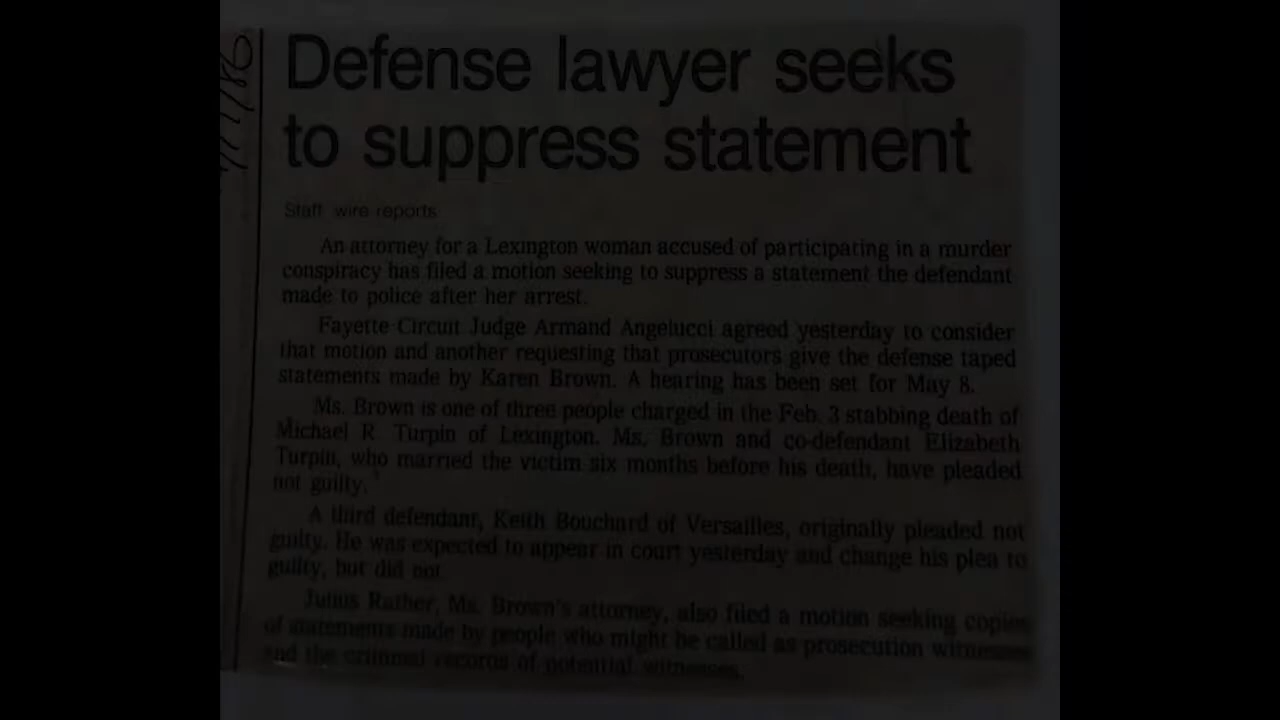 Defense lawyer seeks
to suppress statement
Staff, wire reports
An attorney for a Lexington woman accused of participating in a murder
conspiracy has filed a motion seeking to suppress a statement the defendant
made to police after her arrest.
Fayette Circuit Judge Armand Angelucci agreed yesterday to consider
that motion and another requesting that prosecutors give the defense taped
statements made by Karen Brown. A hearing has been set for May 8.
Ms. Brown is one of three people charged in the Feb. 3 stabbing death of
Michael R. Turpin of Lexington. Ms. Brown and co-defendant Elizabeth
Turpin, who married the victim six months before his death, have pleaded
not guilty.
A third defendant, Keith Bouchard of Versailles, originally pleaded not
guilty. He was expected to appear in court yesterday and change his plea to
guilty, but did not.
Julius Rather, Ms. Brown's attorney, also filed a motion seeking copies
of statements made by people who might be called as prosecution witnesses
and the criminal records of potential witnesses.